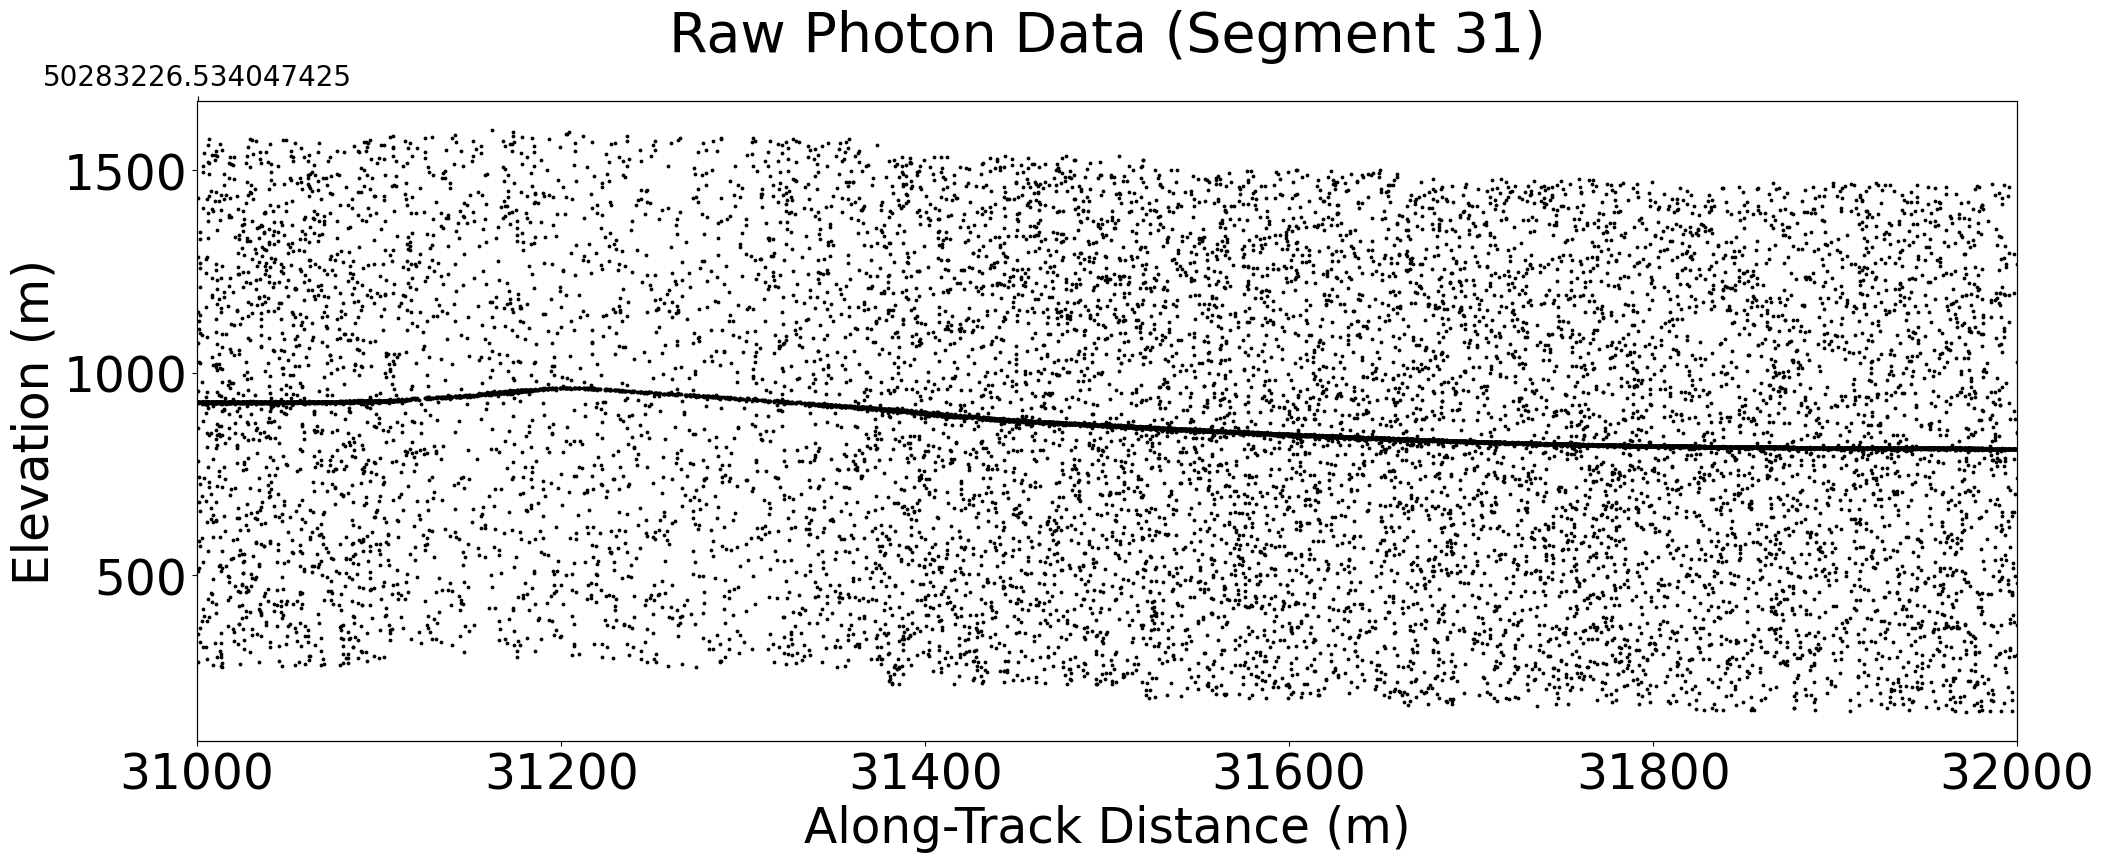 Raw Photon Data (Segment 31)
50283226.534047425
Elevation (m)
1500
1000
500
31000 31200 31400 31600 31800 32000
Along-Track Distance (m)